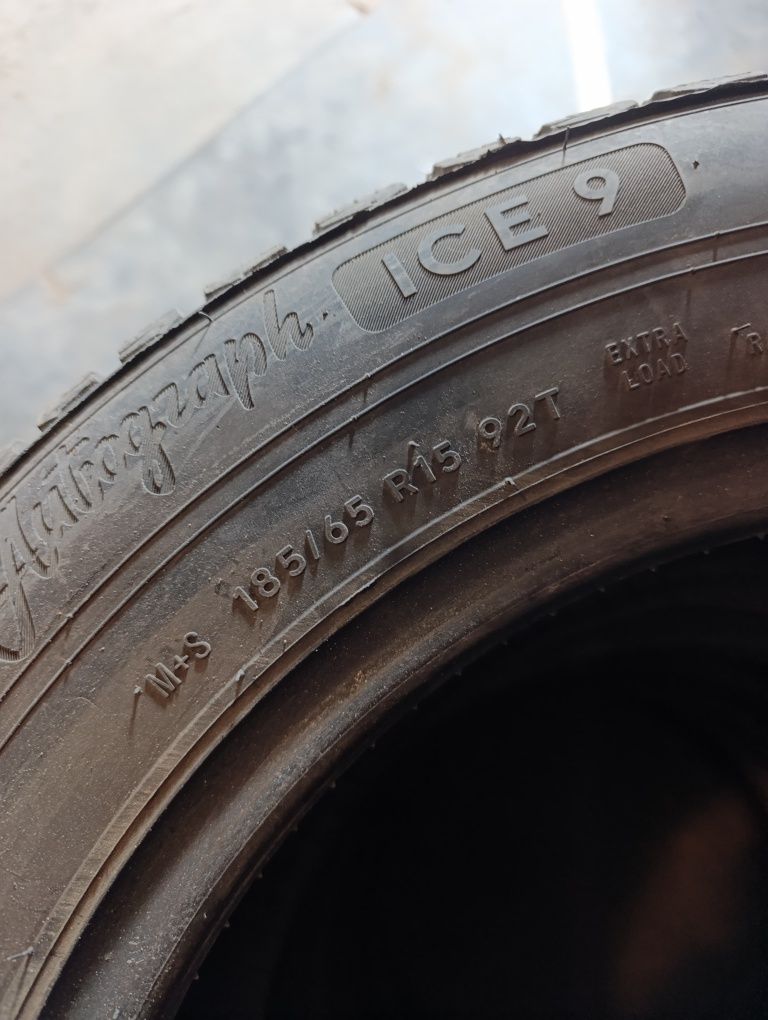 Autograph ICE 9
EXTRA
LOAD
M+S 185/65 R15 92T